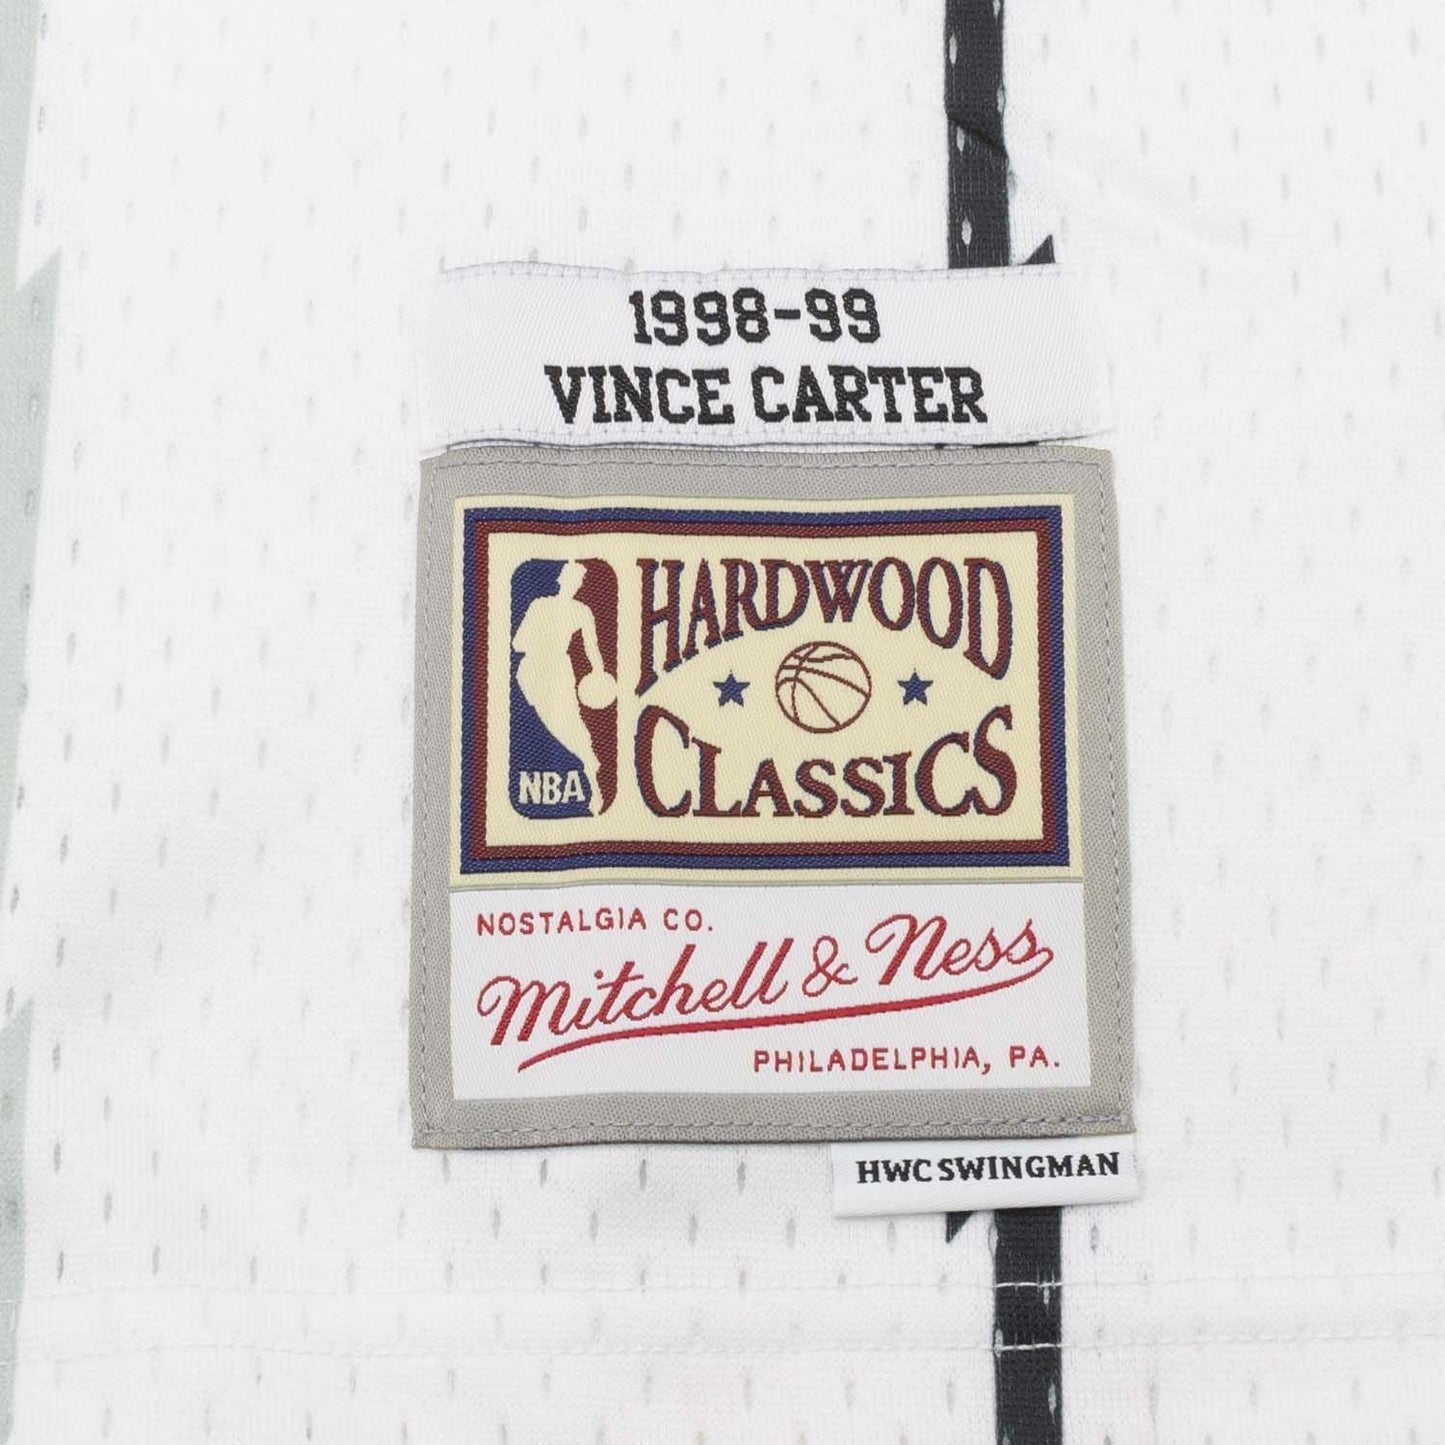 1998-99
VINCE CARTER
HARDWOOD
CLASSICS
NBA
NOSTALGIA CO.
Mitchell & Ness
PHILADELPHIA, PA.
HWC SWINGMAN